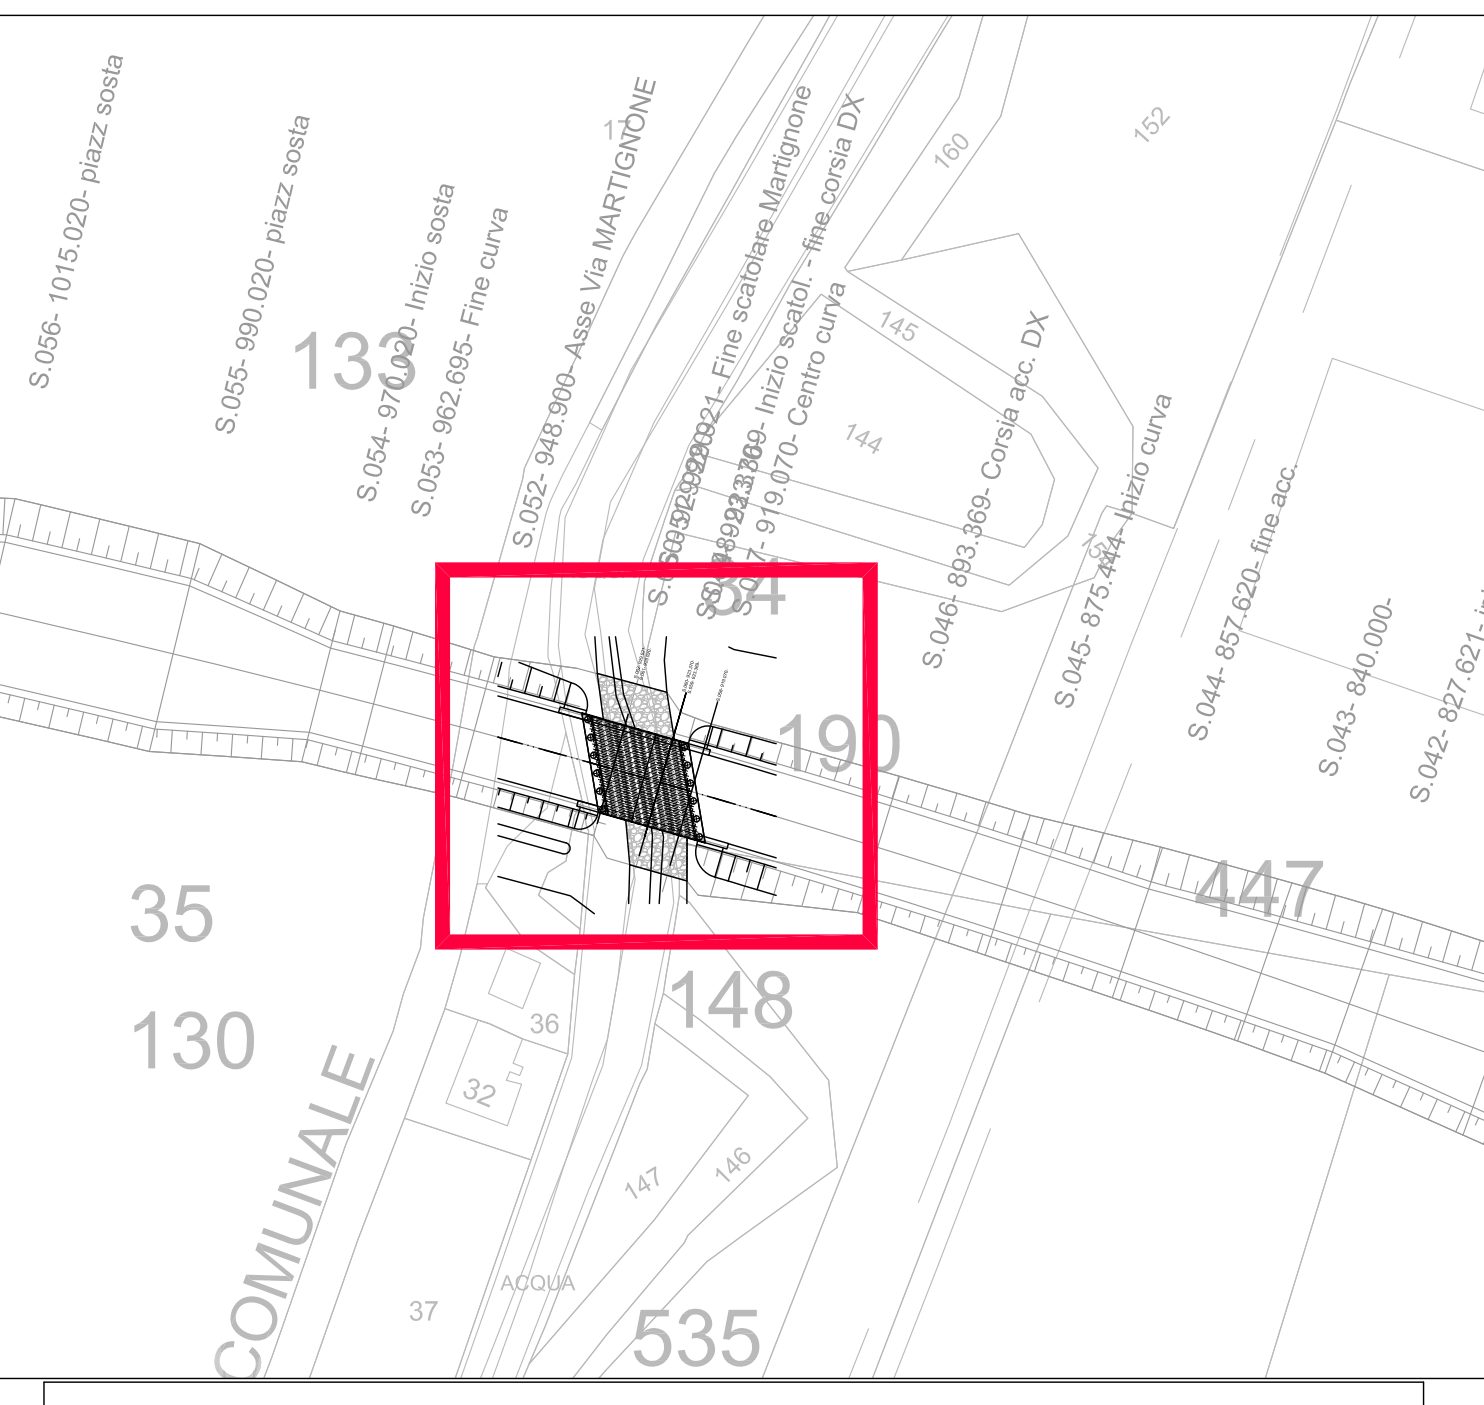 S.056- 1015.020- piazz sosta
S.055- 990.020- piazz sosta
S.054- 970.020- Inizio sosta
S.053- 962.695- Fine curva
S.052- 948.900- Asse Via MARTIGNONE
Fine scatolare Martignone
Inizio scatol. - fine corsia DX
919.070- Centro curva
S.046- 893.369- Corsia acc. DX
S.045- 875.444- Inizio curva
S.044- 857.620- fine acc.
S.043- 840.000-
S.042- 827.621-
17
160
152
133
145
144
190
447
35
130
148
36
32
147
146
COMUNALE
ACQUA
37
535